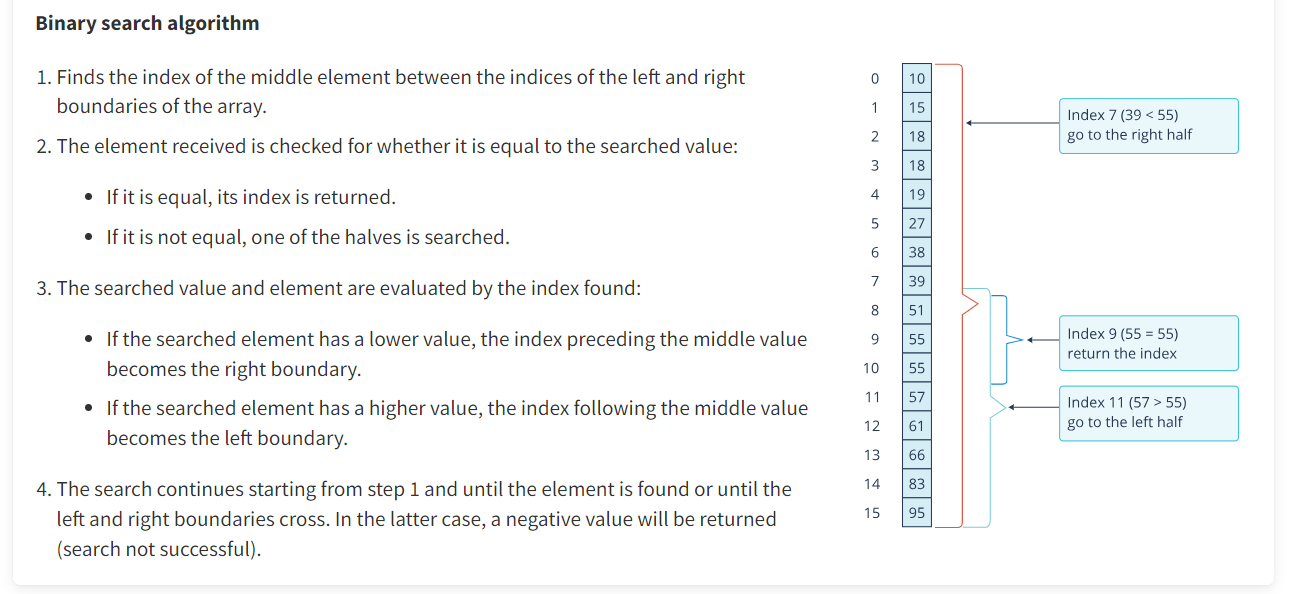 Binary search algorithm
1. Finds the index of the middle element between the indices of the left and right
boundaries of the array.
2. The element received is checked for whether it is equal to the searched value:
• If it is equal, its index is returned.
• If it is not equal, one of the halves is searched.
3. The searched value and element are evaluated by the index found:
• If the searched element has a lower value, the index preceding the middle value
becomes the right boundary.
• If the searched element has a higher value, the index following the middle value
becomes the left boundary.
4. The search continues starting from step 1 and until the element is found or until the
left and right boundaries cross. In the latter case, a negative value will be returned
(search not successful).
0 10
1 15
2 18
3 18
4 19
5 27
6 38
7 39
8 51
9 55
10 55
11 57
12 61
13 66
14 83
15 95
Index 7 (39 < 55)
go to the right half
Index 9 (55 = 55)
return the index
Index 11 (57 > 55)
go to the left half